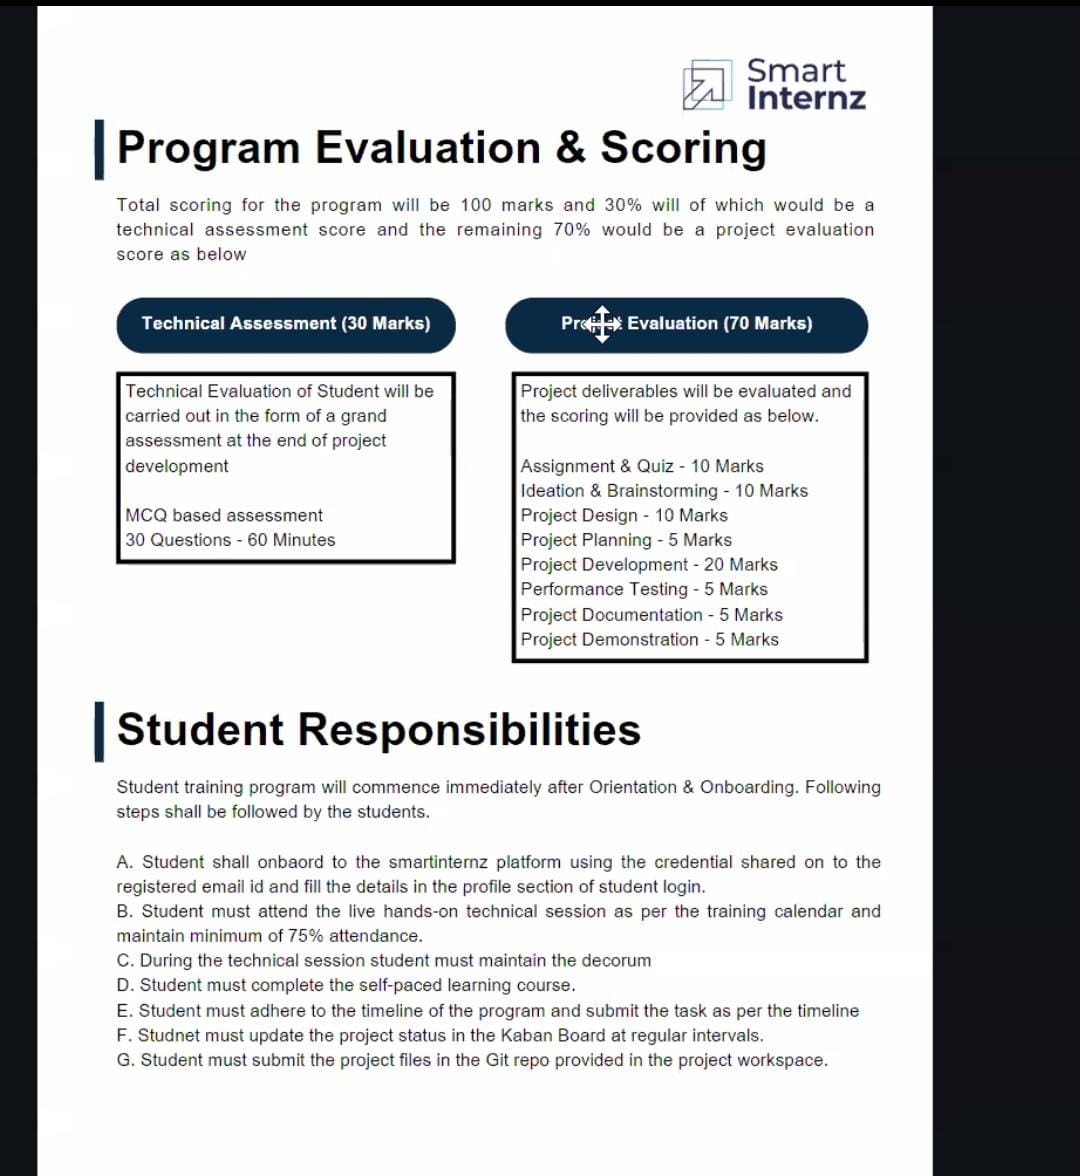 Smart
Internz
Program Evaluation & Scoring
Total scoring for the program will be 100 marks and 30% will of which would be a
technical assessment score and the remaining 70% would be a project evaluation
score as below
Technical Assessment (30 Marks)
Technical Evaluation of Student will be
carried out in the form of a grand
assessment at the end of project
development
MCQ based assessment
30 Questions - 60 Minutes
Project Evaluation (70 Marks)
Project deliverables will be evaluated and
the scoring will be provided as below.
Assignment & Quiz - 10 Marks
Ideation & Brainstorming - 10 Marks
Project Design - 10 Marks
Project Planning - 5 Marks
Project Development - 20 Marks
Performance Testing - 5 Marks
Project Documentation - 5 Marks
Project Demonstration - 5 Marks
Student Responsibilities
Student training program will commence immediately after Orientation & Onboarding. Following
steps shall be followed by the students.
A. Student shall onbaord to the smartinternz platform using the credential shared on to the
registered email id and fill the details in the profile section of student login.
B. Student must attend the live hands-on technical session as per the training calendar and
maintain minimum of 75% attendance.
C. During the technical session student must maintain the decorum
D. Student must complete the self-paced learning course.
E. Student must adhere to the timeline of the program and submit the task as per the timeline
F. Studnet must update the project status in the Kaban Board at regular intervals.
G. Student must submit the project files in the Git repo provided in the project workspace.